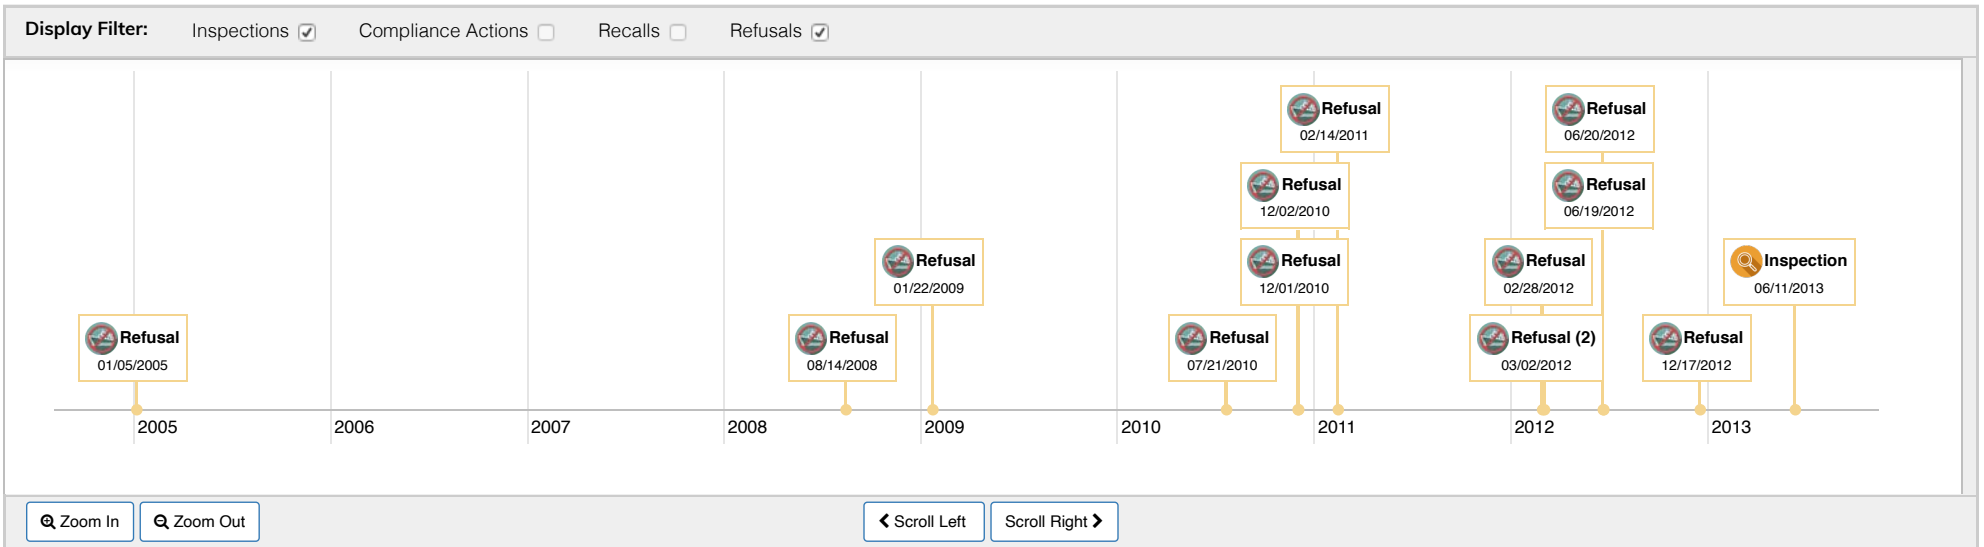 Display Filter: Inspections Compliance Actions Recalls Refusals
Refusal
02/14/2011
Refusal
06/20/2012
Refusal
12/02/2010
Refusal
06/19/2012
Refusal
01/22/2009
Refusal
12/01/2010
Refusal
02/28/2012
Inspection
06/11/2013
Refusal
01/05/2005
Refusal
08/14/2008
Refusal
07/21/2010
Refusal (2)
03/02/2012
Refusal
12/17/2012
2005 2006 2007 2008 2009 2010 2011 2012 2013
Zoom In Zoom Out Scroll Left Scroll Right